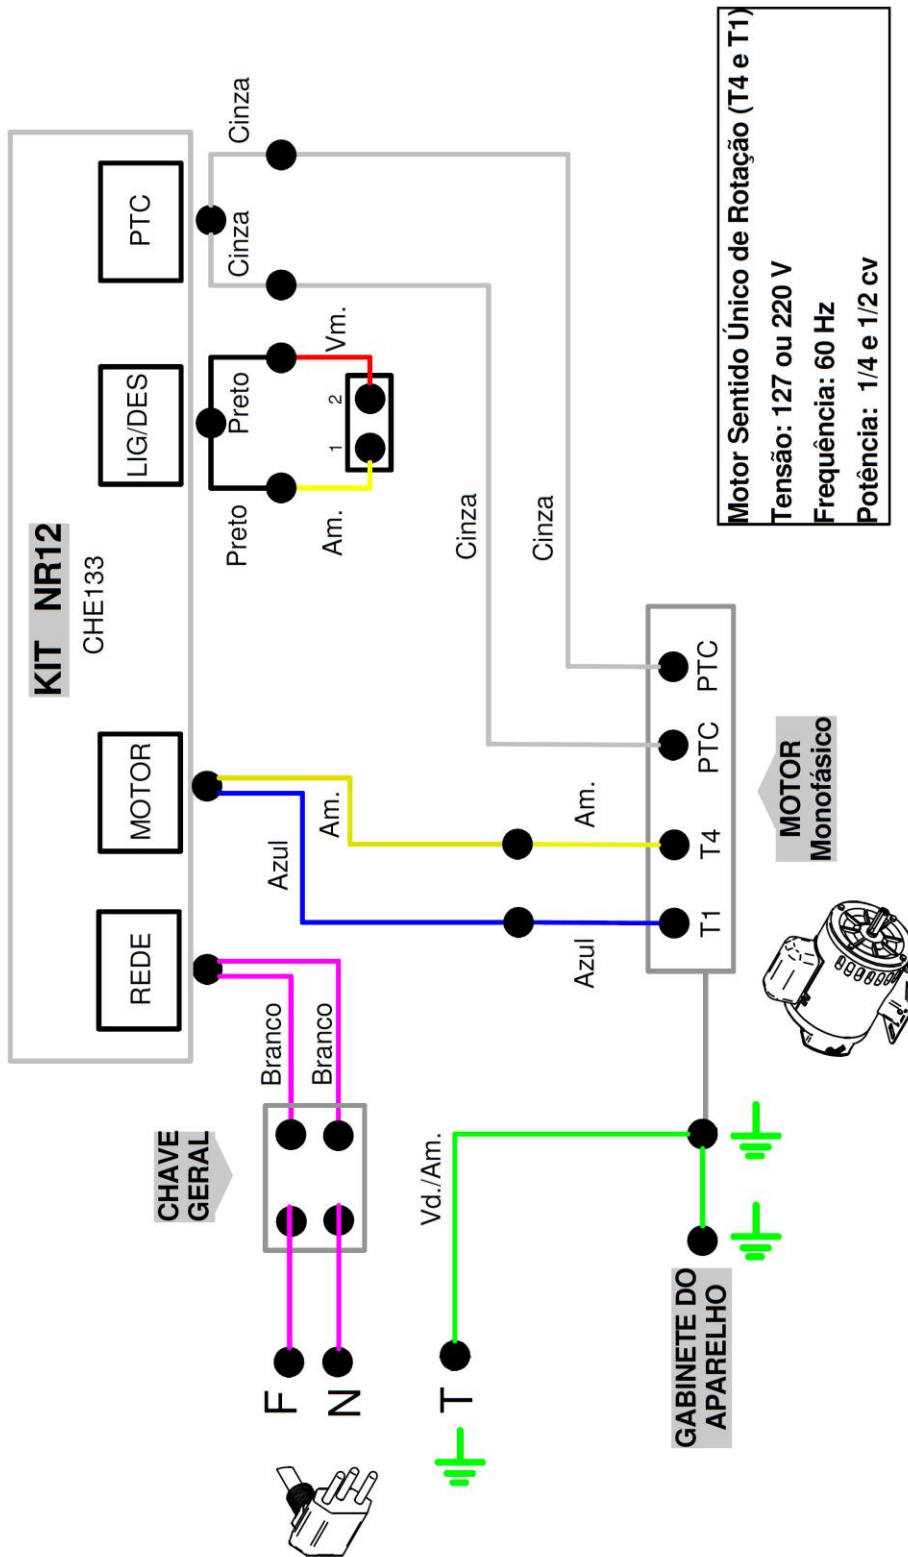 KIT NR12
CHE133
REDE
MOTOR
LIG/DES
PTC
CHAVE
GERAL
Branco
Branco
Azul
Am.
Preto
Preto
Cinza
Cinza
Am.
Vm.
1
2
F
N
T
Vd./Am.
Azul
Am.
Cinza
Cinza
T1
T4
PTC
PTC
GABINETE DO
APARELHO
MOTOR
Monofásico
Motor Sentido Único de Rotação (T4 e T1)
Tensão: 127 ou 220 V
Frequência: 60 Hz
Potência: 1/4 e 1/2 cv